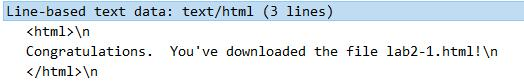 Line-based text data: text/html (3 lines)
<html>\n
Congratulations.  You've downloaded the file lab2-1.html!\n
</html>\n